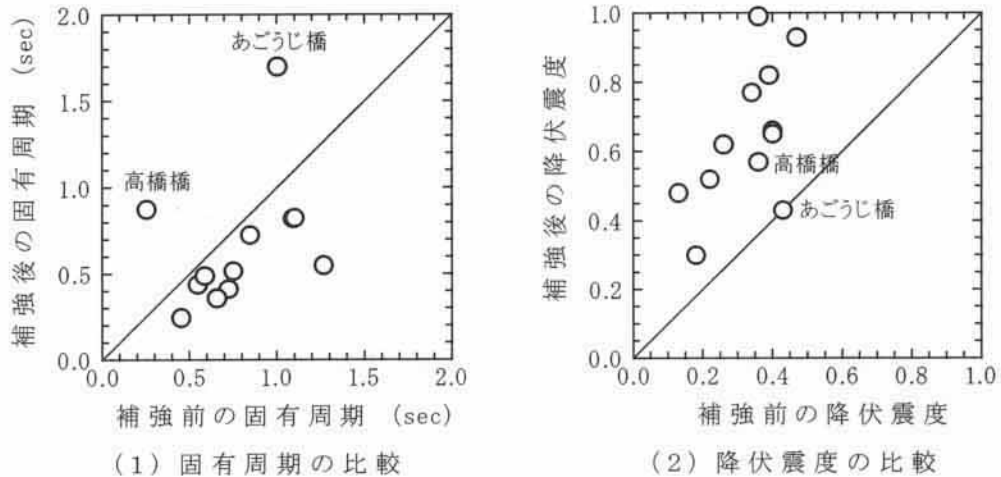 2.0
1.5
1.0
0.5
0.0
補強後の固有周期 (sec)
あごうじ橋
高橋橋
0.0 0.5 1.0 1.5 2.0
補強前の固有周期 (sec)
(1) 固有周期の比較
1.0
0.8
0.6
0.4
0.2
0.0
補強後の降伏震度
高橋橋
あごうじ橋
0.0 0.2 0.4 0.6 0.8 1.0
補強前の降伏震度
(2) 降伏震度の比較